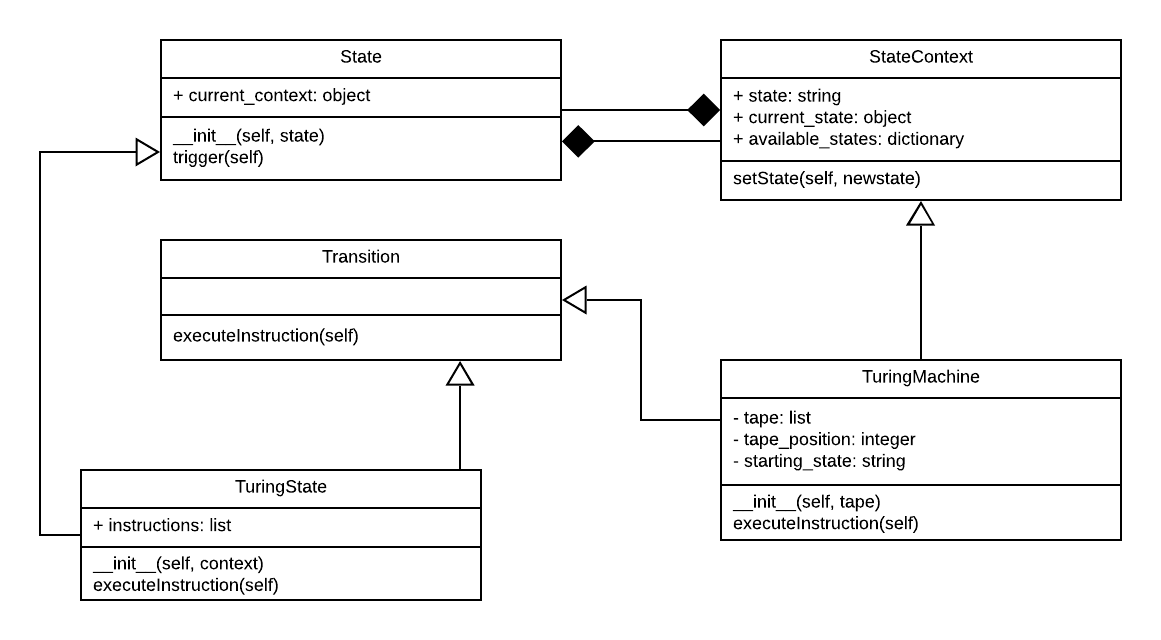 State
+ current_context: object
__init__(self, state)
trigger(self)
StateContext
+ state: string
+ current_state: object
+ available_states: dictionary
setState(self, newstate)
Transition
executeInstruction(self)
TuringMachine
- tape: list
- tape_position: integer
- starting_state: string
__init__(self, tape)
executeInstruction(self)
TuringState
+ instructions: list
__init__(self, context)
executeInstruction(self)